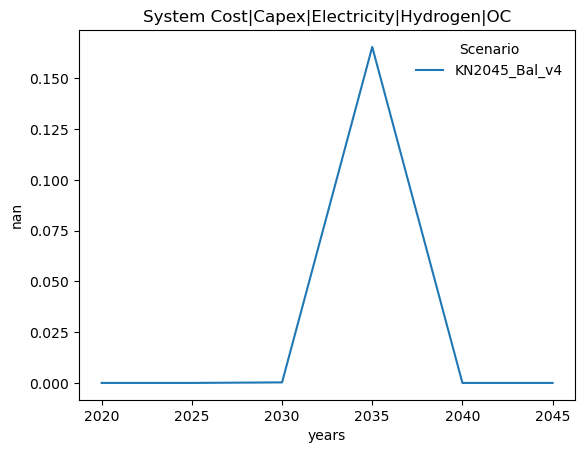 System Cost|Capex|Electricity|Hydrogen|OC
Scenario
KN2045_Bal_v4
0.150
0.125
0.100
0.075
0.050
0.025
0.000
nan
2020 2025 2030 2035 2040 2045
years